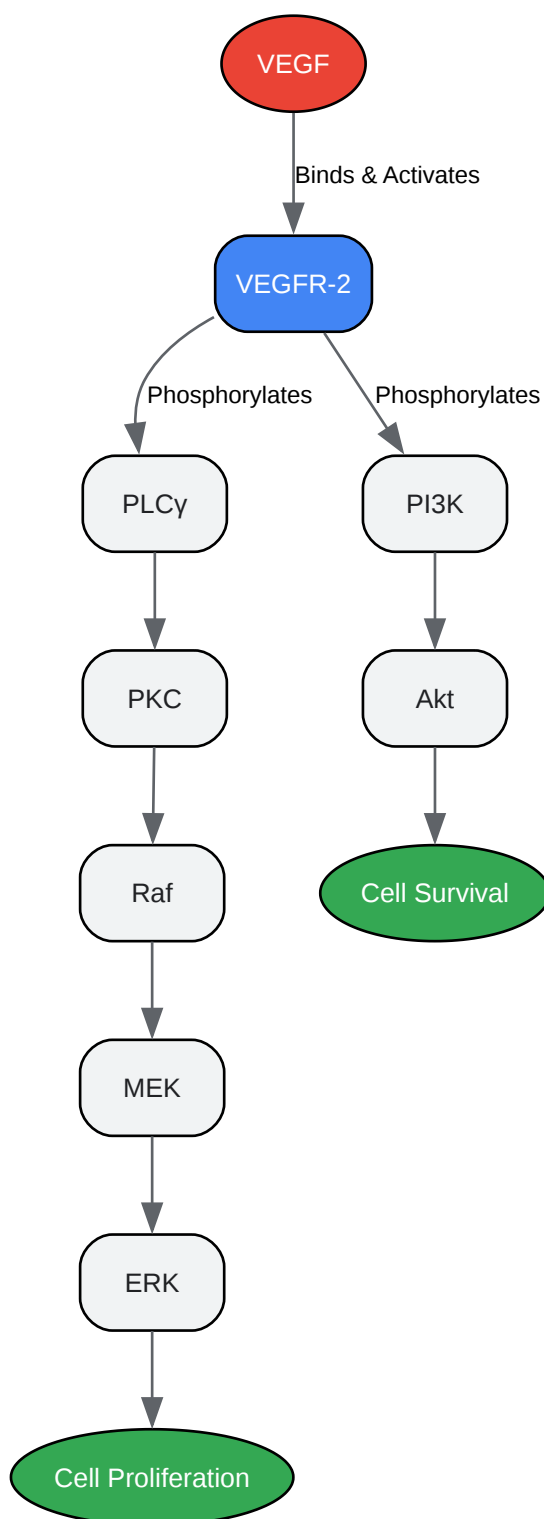 VEGF
Binds & Activates
VEGFR-2
Phosphorylates
Phosphorylates
PLCγ
PI3K
PKC
Akt
Raf
Cell Survival
MEK
ERK
Cell Proliferation